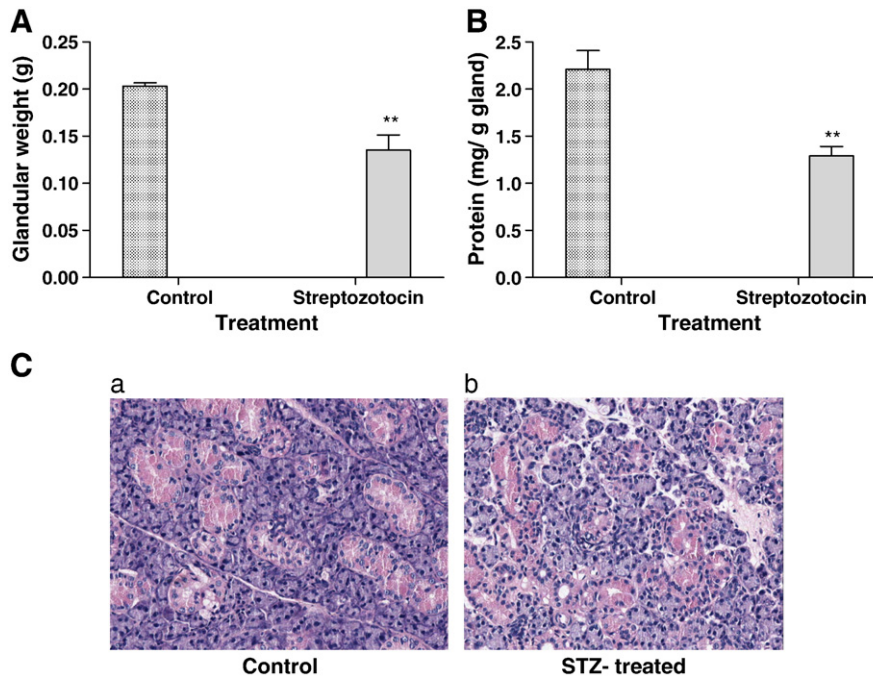 A
Glandular weight (g)
0.25
0.20
0.15
0.10
0.05
0.00
**
Control Streptozotocin
Treatment
B
Protein (mg/ g gland)
2.5
2.0
1.5
1.0
0.5
0.0
**
Control Streptozotocin
Treatment
C
a
Control
b
STZ- treated